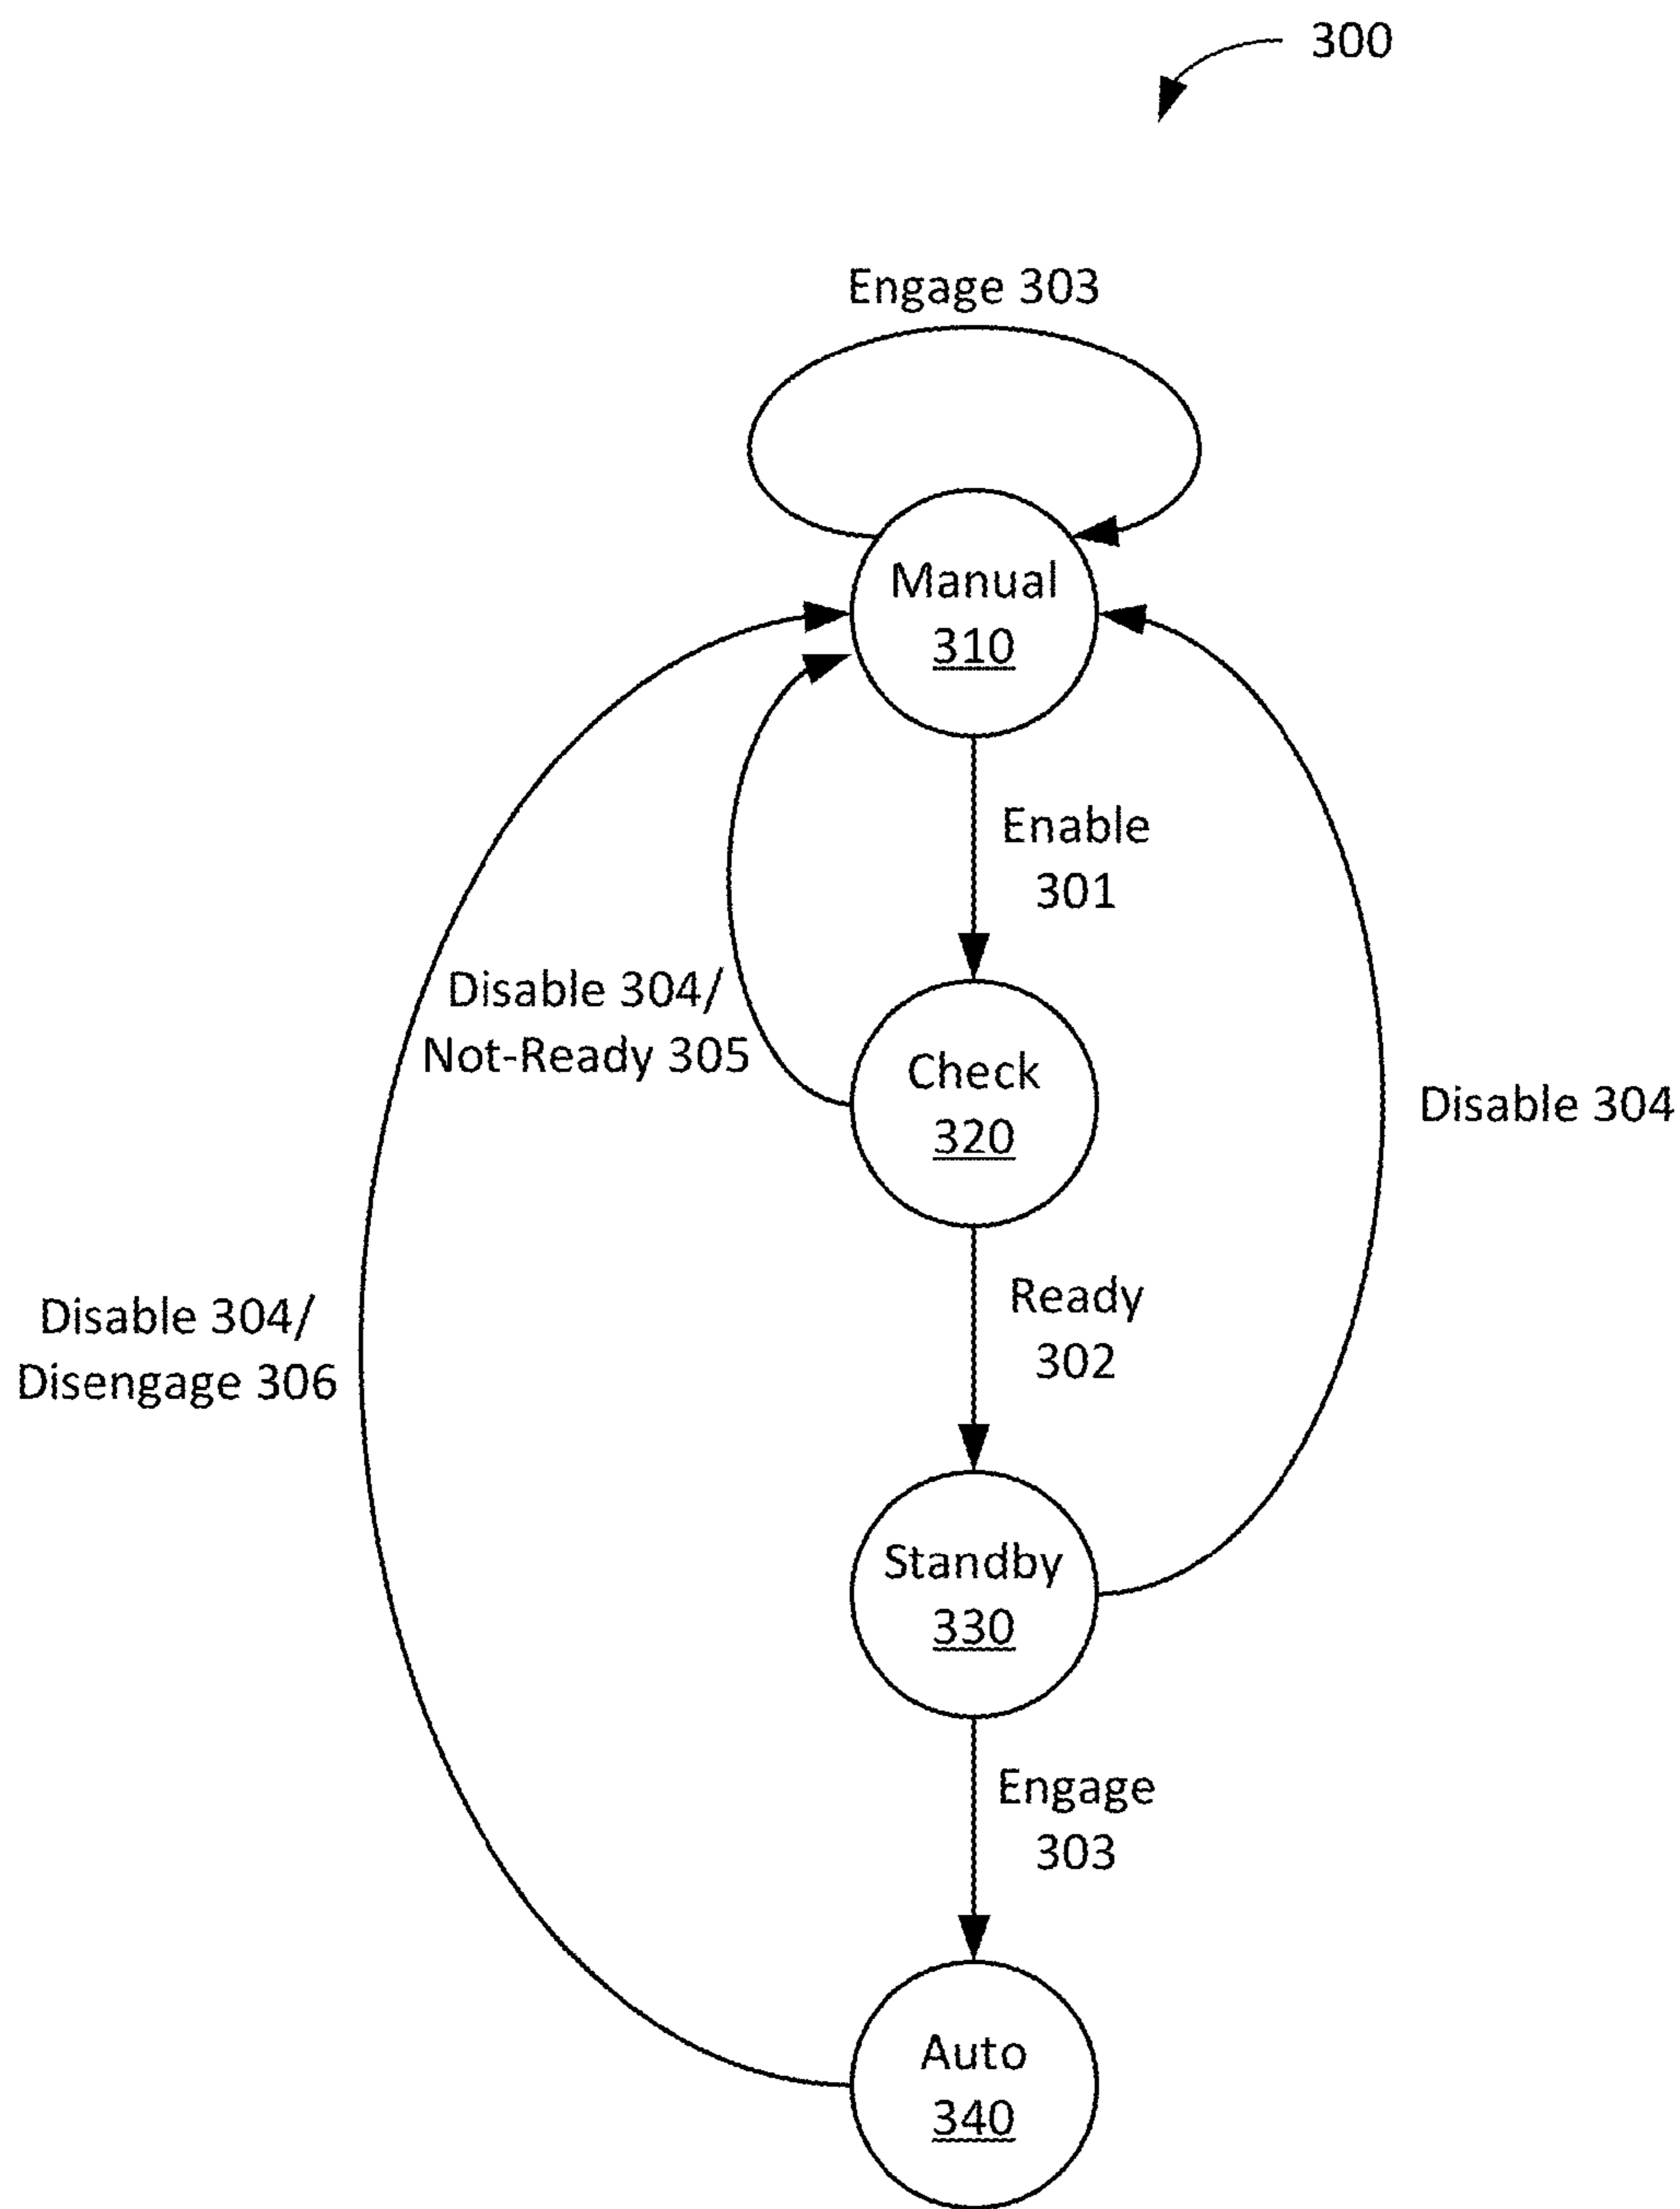 300
Engage 303
Manual
310
Enable
301
Disable 304/
Not-Ready 305
Check
320
Disable 304
Ready
302
Disable 304/
Disengage 306
Standby
330
Engage
303
Auto
340